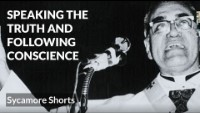 SPEAKING THE
TRUTH AND
FOLLOWING
CONSCIENCE
Sycamore Shorts